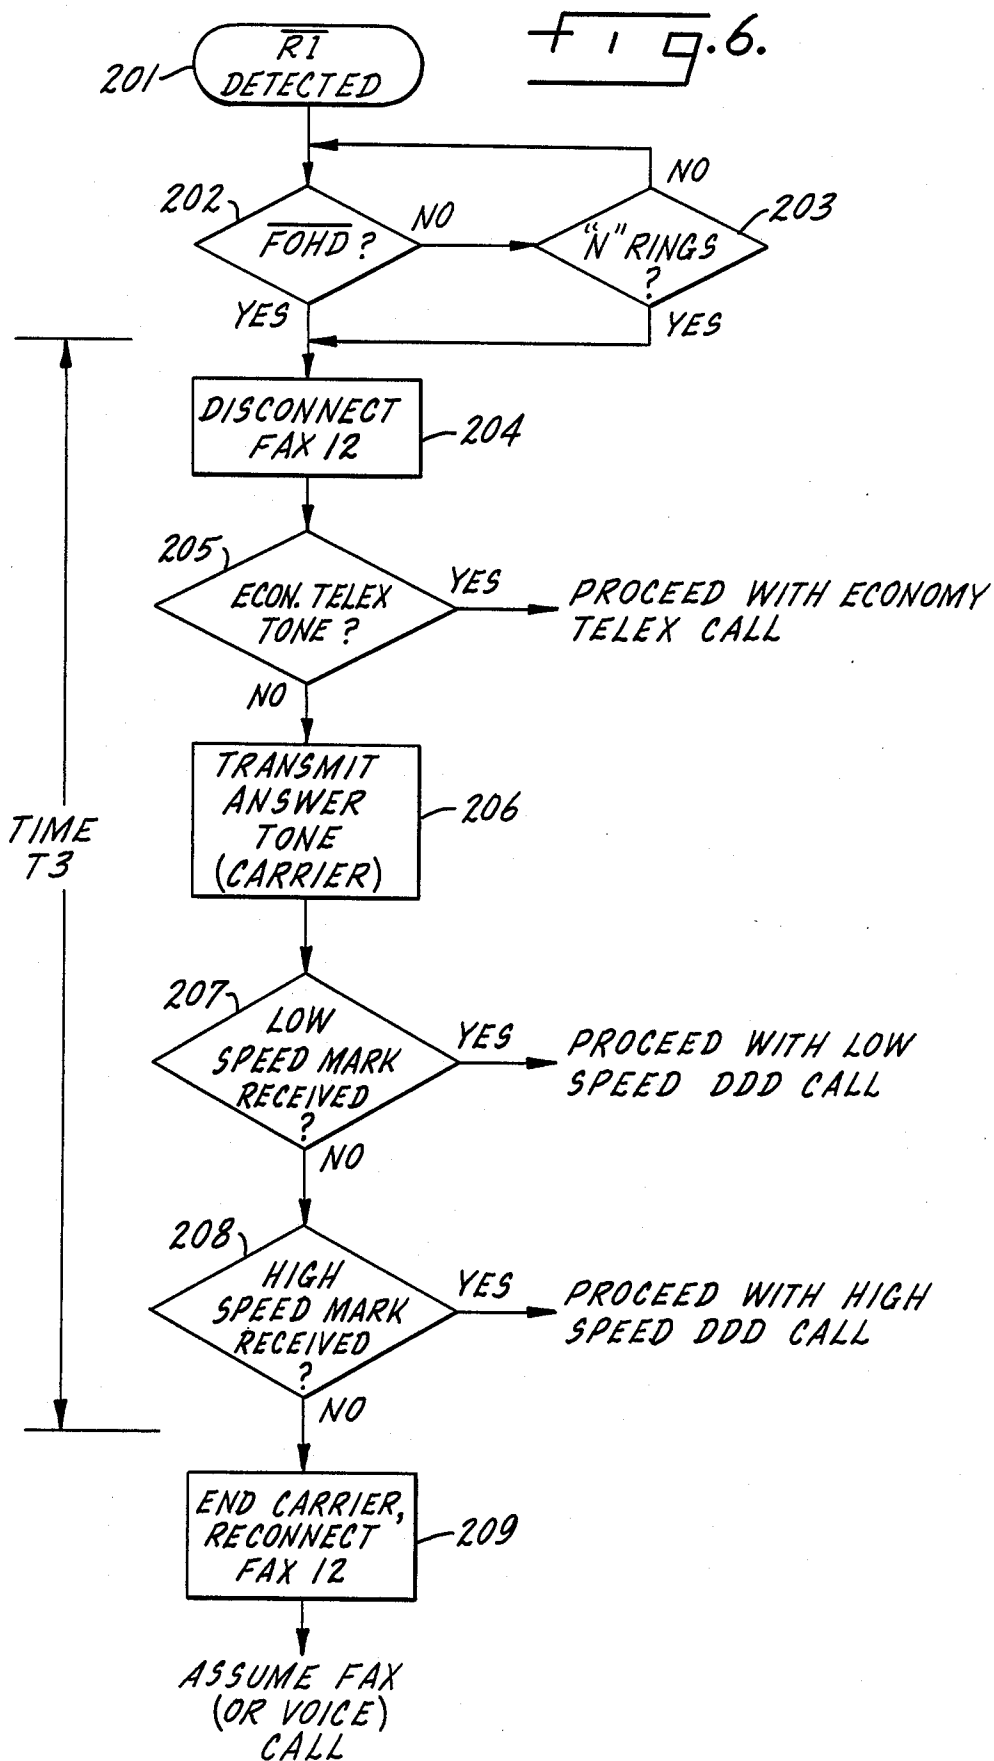 Fig. 6.
201
R̅I̅
DETECTED
NO
202
203
F̅O̅H̅D̅ ?
NO
"N" RINGS
?
YES
YES
DISCONNECT
FAX 12
204
205
ECON. TELEX
TONE ?
YES
PROCEED WITH ECONOMY
TELEX CALL
NO
TRANSMIT
ANSWER
TONE
(CARRIER)
206
TIME
T3
207
LOW
SPEED MARK
RECEIVED
?
YES
PROCEED WITH LOW
SPEED DDD CALL
NO
208
HIGH
SPEED MARK
RECEIVED
?
YES
PROCEED WITH HIGH
SPEED DDD CALL
NO
END CARRIER,
RECONNECT
FAX 12
209
ASSUME FAX
(OR VOICE)
CALL